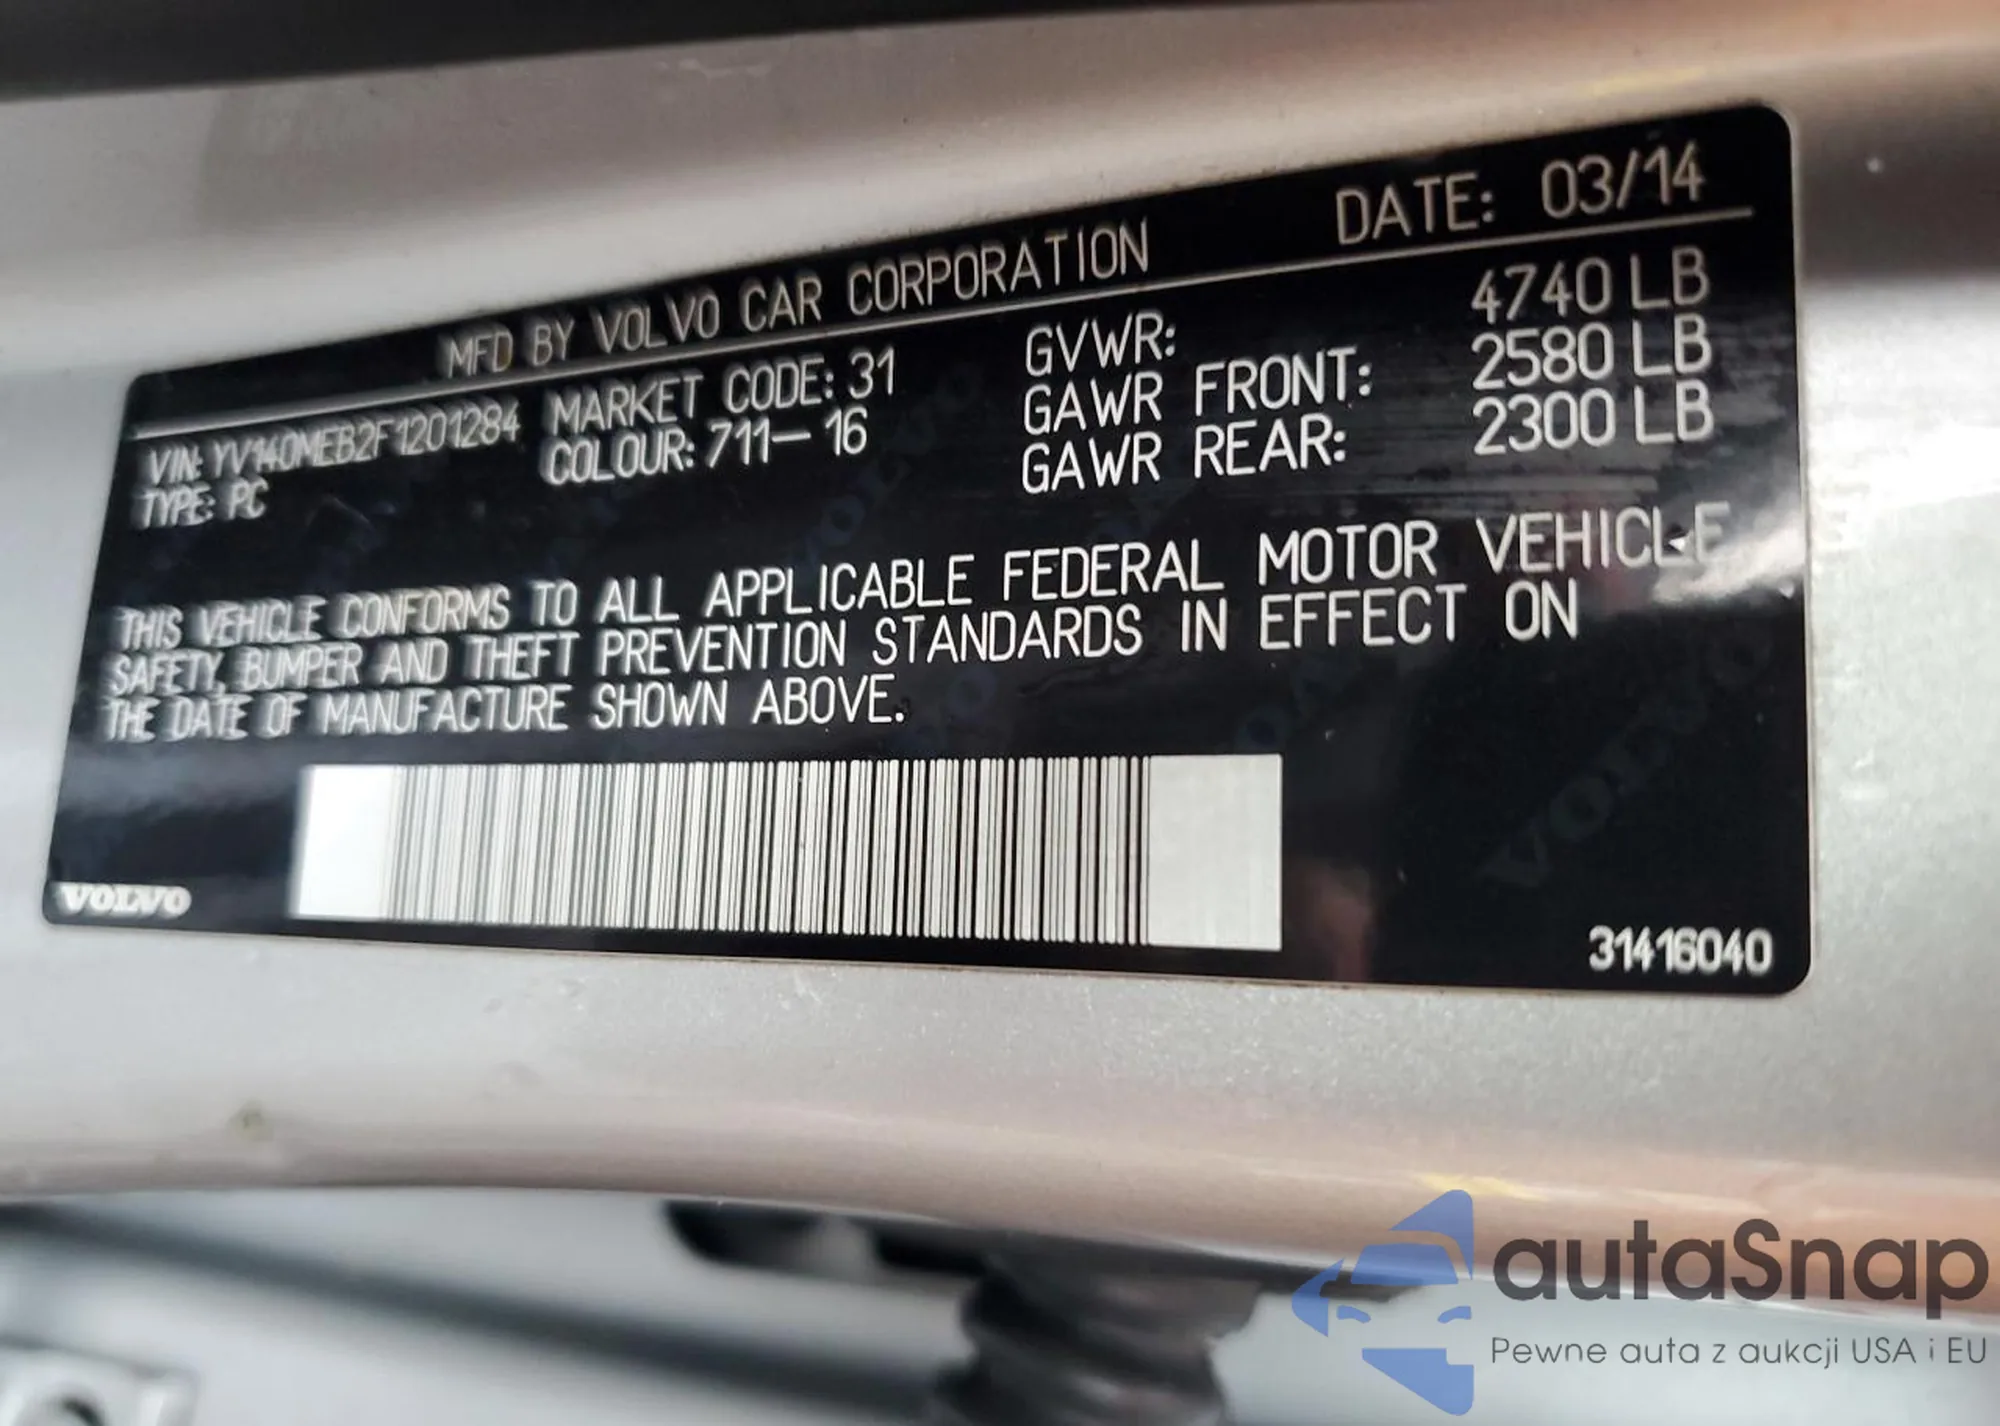 MFD BY VOLVO CAR CORPORATION DATE: 03/14
VIN: YV140MEB2F1201284 MARKET CODE: 31 GVWR: 4740 LB
TYPE: PC COLOUR: 711-16 GAWR FRONT: 2580 LB
GAWR REAR: 2300 LB
THIS VEHICLE CONFORMS TO ALL APPLICABLE FEDERAL MOTOR VEHICLE
SAFETY, BUMPER AND THEFT PREVENTION STANDARDS IN EFFECT ON
THE DATE OF MANUFACTURE SHOWN ABOVE.
VOLVO
31416040
autaSnap
Pewne auta z aukcji USA i EU